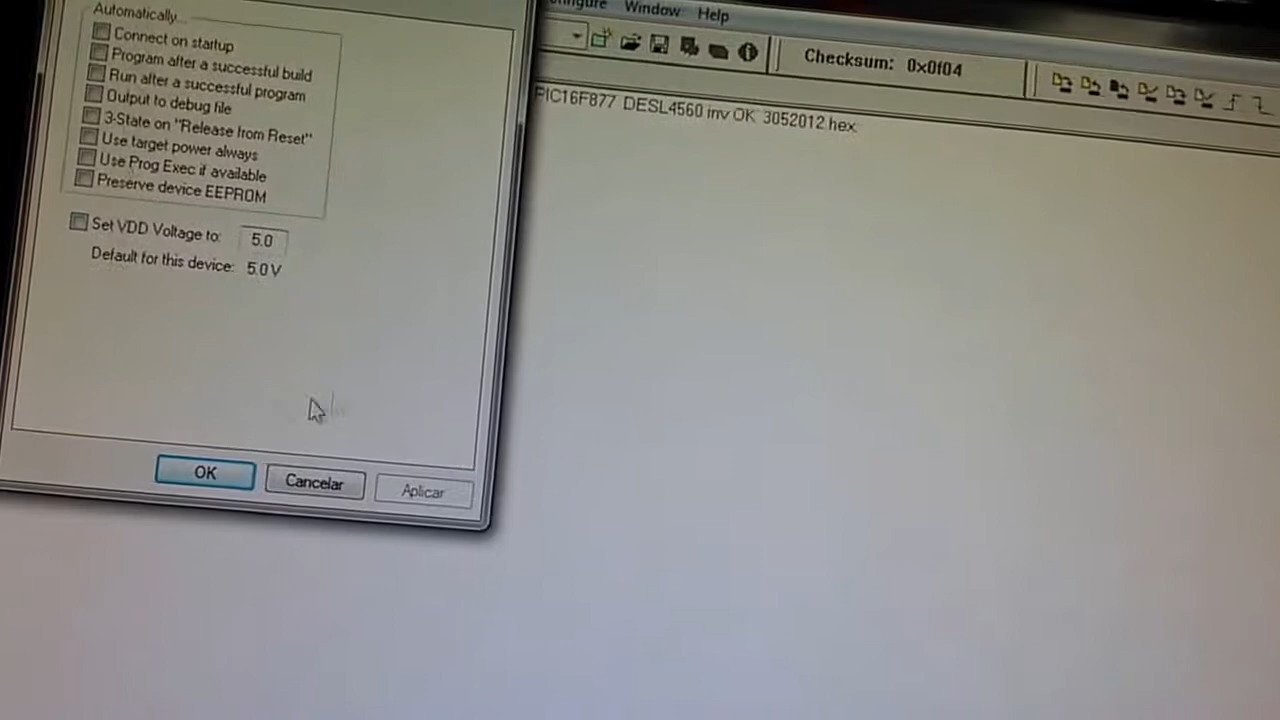 Automatically...
Connect on startup
Program after a successful build
Run after a successful program
Output to debug file
3-State on "Release from Reset"
Use target power always
Use Prog Exec if available
Preserve device EEPROM
Set VDD Voltage to: 5.0
Default for this device: 5.0 V
OK Cancelar Aplicar
Window Help
Checksum: 0x0f04
PIC16F877 DESL4560 inv OK 3052012.hex